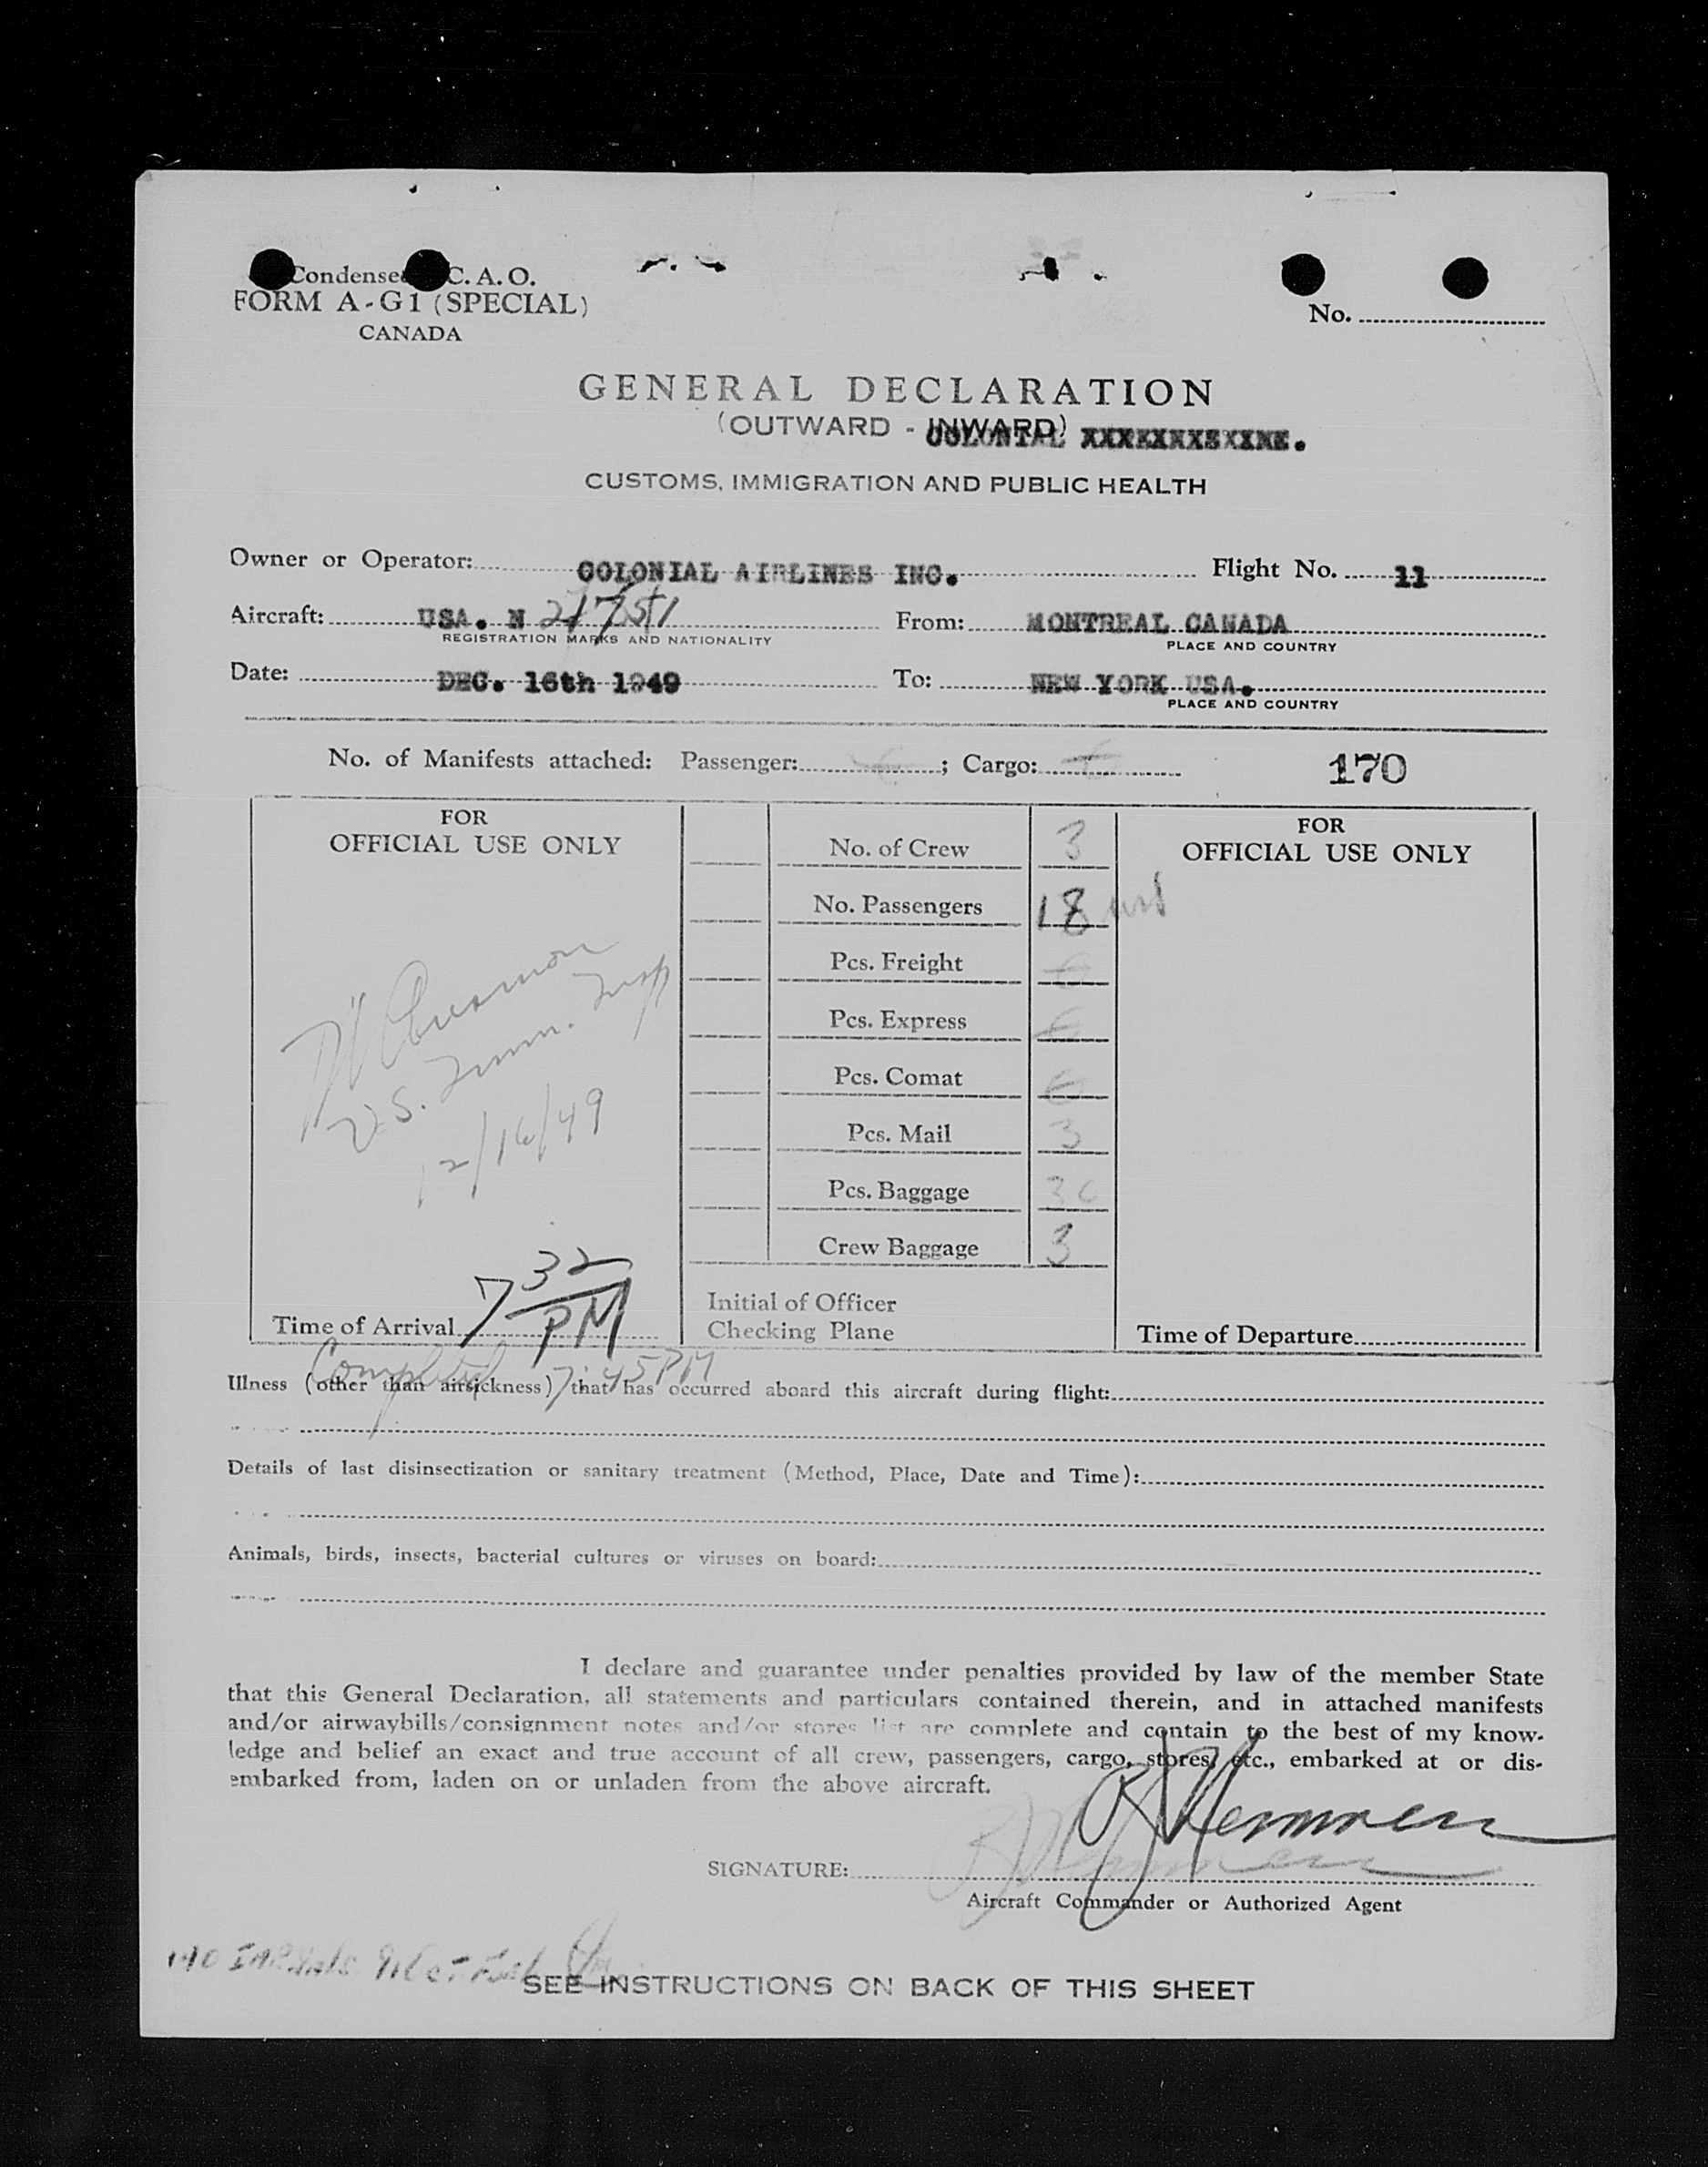 Condensed C. A. O.
FORM A-G1 (SPECIAL)
CANADA
No.
GENERAL DECLARATION
(OUTWARD - INWARD)
CUSTOMS, IMMIGRATION AND PUBLIC HEALTH
Owner or Operator: COLONIAL AIRLINES INC. Flight No. 11
Aircraft: USA. N From: MONTREAL CANADA
REGISTRATION MARKS AND NATIONALITY PLACE AND COUNTRY
Date: DEC. 16th 1949 To: NEW YORK USA.
PLACE AND COUNTRY
No. of Manifests attached: Passenger: ; Cargo: 170
FOR
OFFICIAL USE ONLY
U.S. Imm. Insp
12/16/49
Time of Arrival 7 32 PM
Completed 7:45 PM
No. of Crew 3
No. Passengers 18
Pcs. Freight
Pcs. Express
Pcs. Comat
Pcs. Mail 3
Pcs. Baggage 30
Crew Baggage 3
Initial of Officer
Checking Plane
FOR
OFFICIAL USE ONLY
Time of Departure
Illness (other than airsickness) that has occurred aboard this aircraft during flight:
Details of last disinsectization or sanitary treatment (Method, Place, Date and Time):
Animals, birds, insects, bacterial cultures or viruses on board:
I declare and guarantee under penalties provided by law of the member State
that this General Declaration, all statements and particulars contained therein, and in attached manifests
and/or airwaybills/consignment notes and/or stores list are complete and contain to the best of my know-
ledge and belief an exact and true account of all crew, passengers, cargo, stores, etc., embarked at or dis-
embarked from, laden on or unladen from the above aircraft.
SIGNATURE:
Aircraft Commander or Authorized Agent
SEE INSTRUCTIONS ON BACK OF THIS SHEET